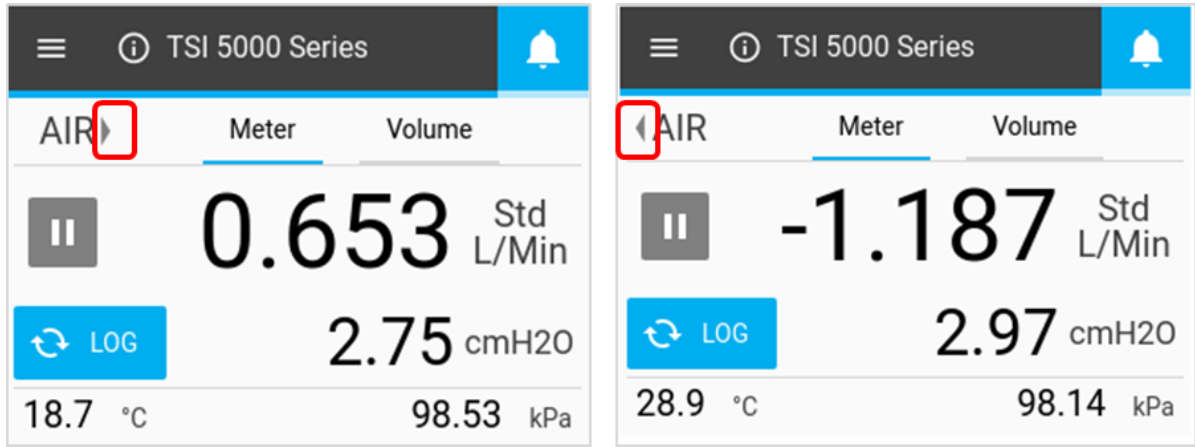 TSI 5000 Series
AIR Meter Volume
0.653 Std L/Min
LOG 2.75 cmH2O
18.7 °C 98.53 kPa
TSI 5000 Series
AIR Meter Volume
-1.187 Std L/Min
LOG 2.97 cmH2O
28.9 °C 98.14 kPa